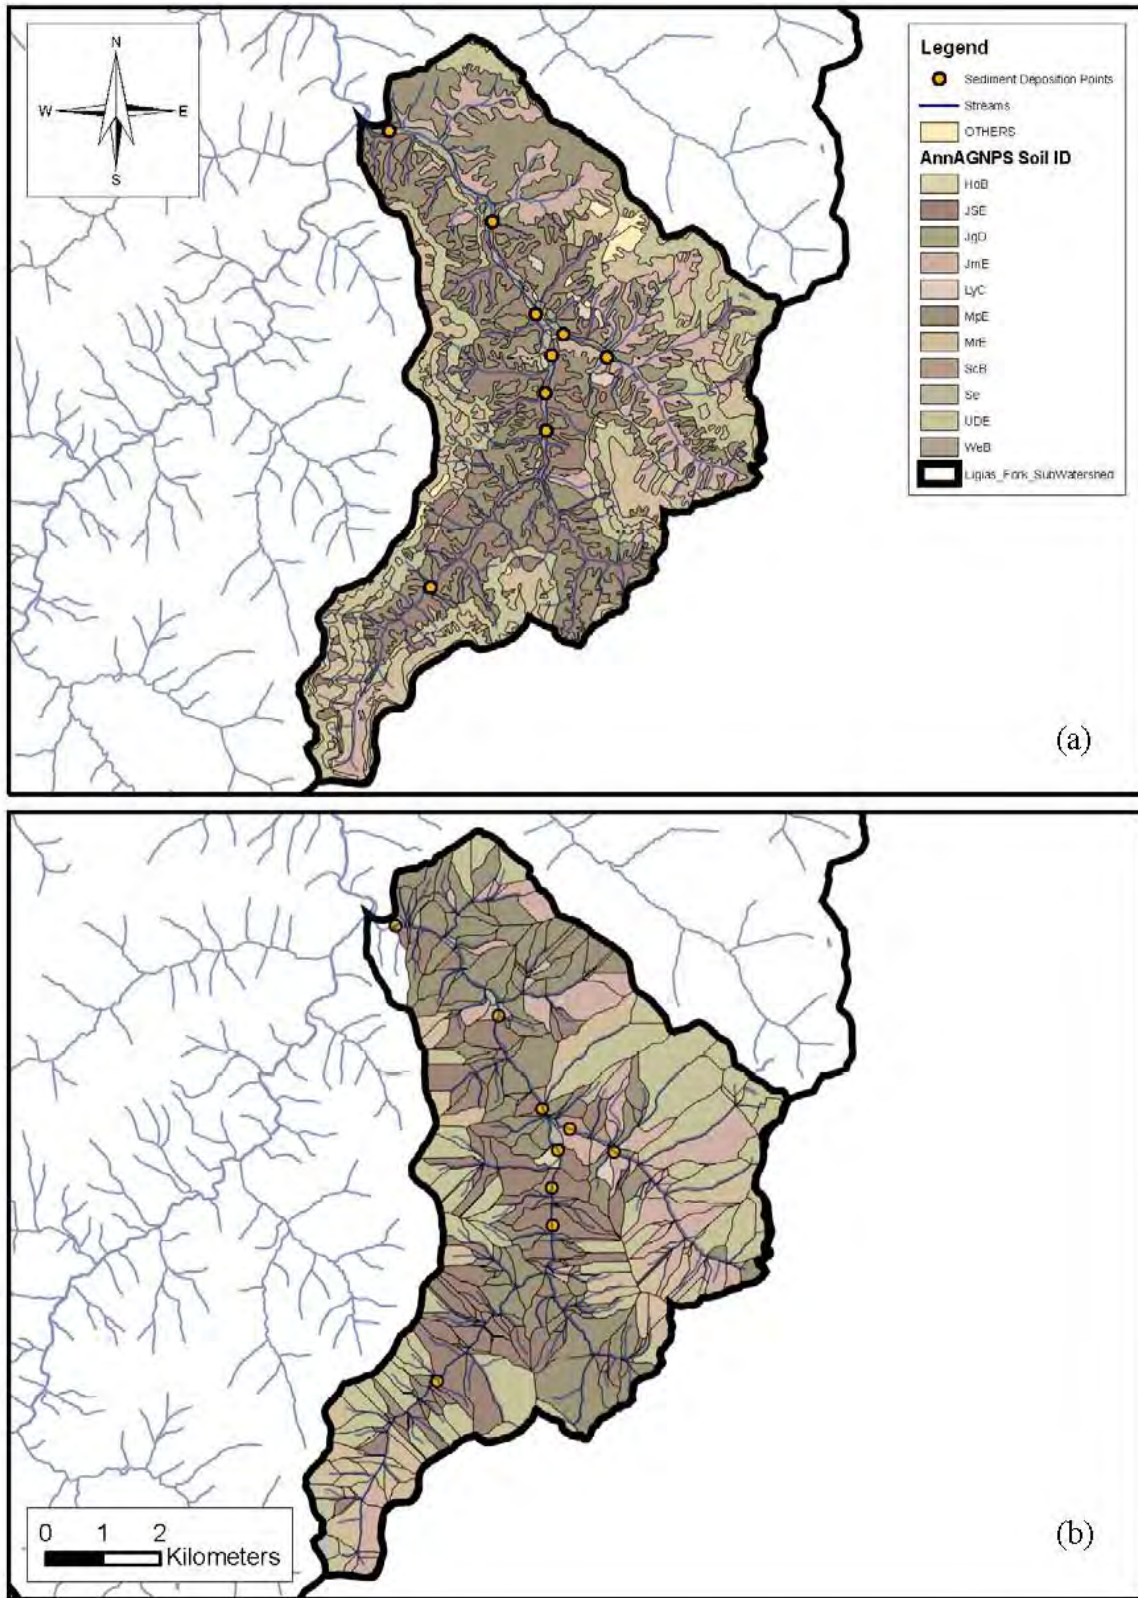 N
W
E
S
Legend
Sediment Deposition Points
Streams
OTHERS
AnnAGNPS Soil ID
HoB
JSE
JgD
JmE
LyC
MpE
MrE
ScB
Se
UDE
WeB
Ligias_Fork_SubWatershed
(a)
0 1 2
Kilometers
(b)